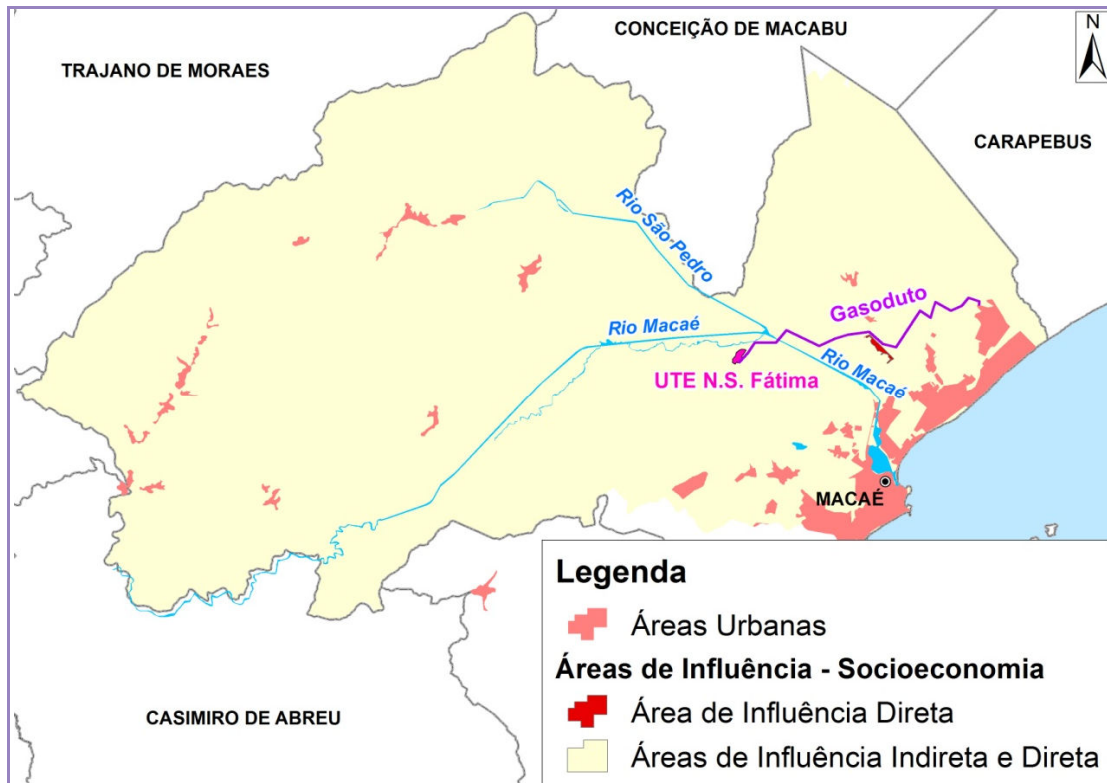 CONCEIÇÃO DE MACABU
N
TRAJANO DE MORAES
CARAPEBUS
Rio São Pedro
Gasoduto
Rio Macaé
Rio Macaé
UTE N.S. Fátima
MACAÉ
Legenda
Áreas Urbanas
Áreas de Influência - Socioeconomia
Área de Influência Direta
Áreas de Influência Indireta e Direta
CASIMIRO DE ABREU